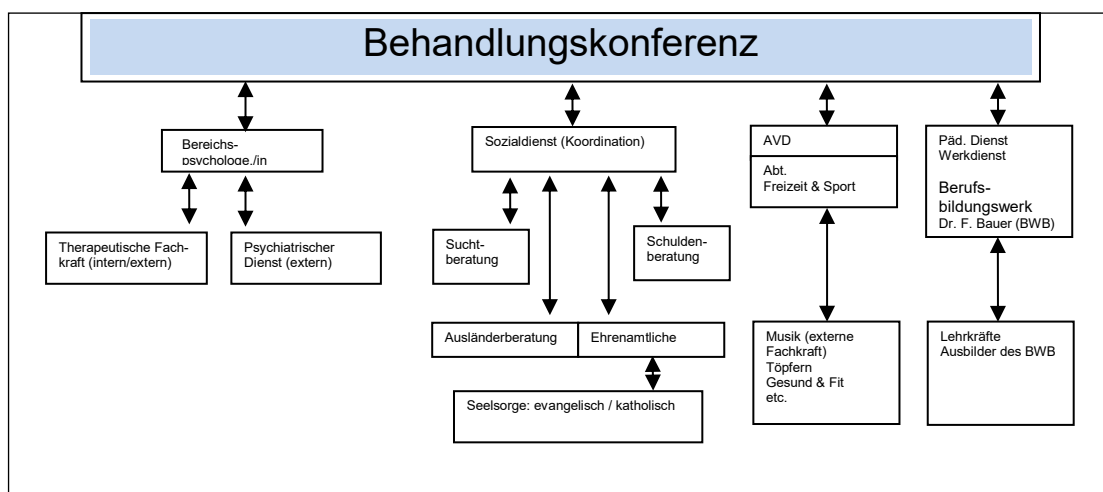 Behandlungskonferenz
Bereichs-
psychologe./in
Sozialdienst (Koordination)
AVD
Abt.
Freizeit & Sport
Päd. Dienst
Werkdienst
Berufs-
bildungswerk
Dr. F. Bauer (BWB)
Therapeutische Fach-
kraft (intern/extern)
Psychiatrischer
Dienst (extern)
Sucht-
beratung
Schulden-
beratung
Ausländerberatung
Ehrenamtliche
Seelsorge: evangelisch / katholisch
Musik (externe
Fachkraft)
Töpfern
Gesund & Fit
etc.
Lehrkräfte
Ausbilder des BWB